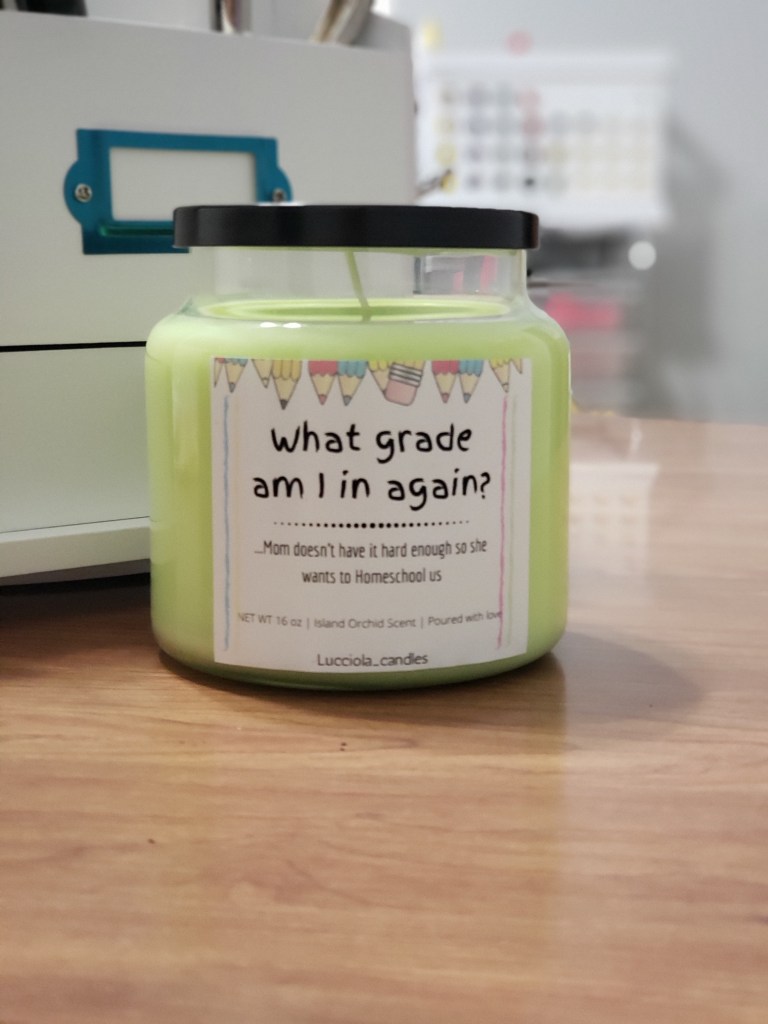 What grade
am I in again?
...Mom doesn't have it hard enough so she
wants to Homeschool us
NET WT 16 oz | Island Orchid Scent | Poured with love
Lucciola_candles